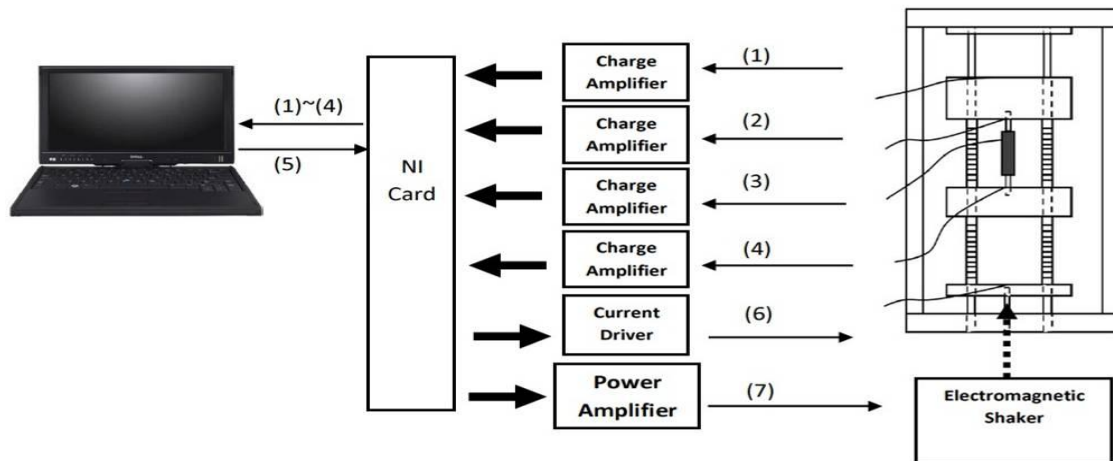 Charge
Amplifier
(1)
Charge
Amplifier
(2)
Charge
Amplifier
(3)
Charge
Amplifier
(4)
Current
Driver
(6)
Power
Amplifier
(7)
NI
Card
(1)~(4)
(5)
Electromagnetic
Shaker